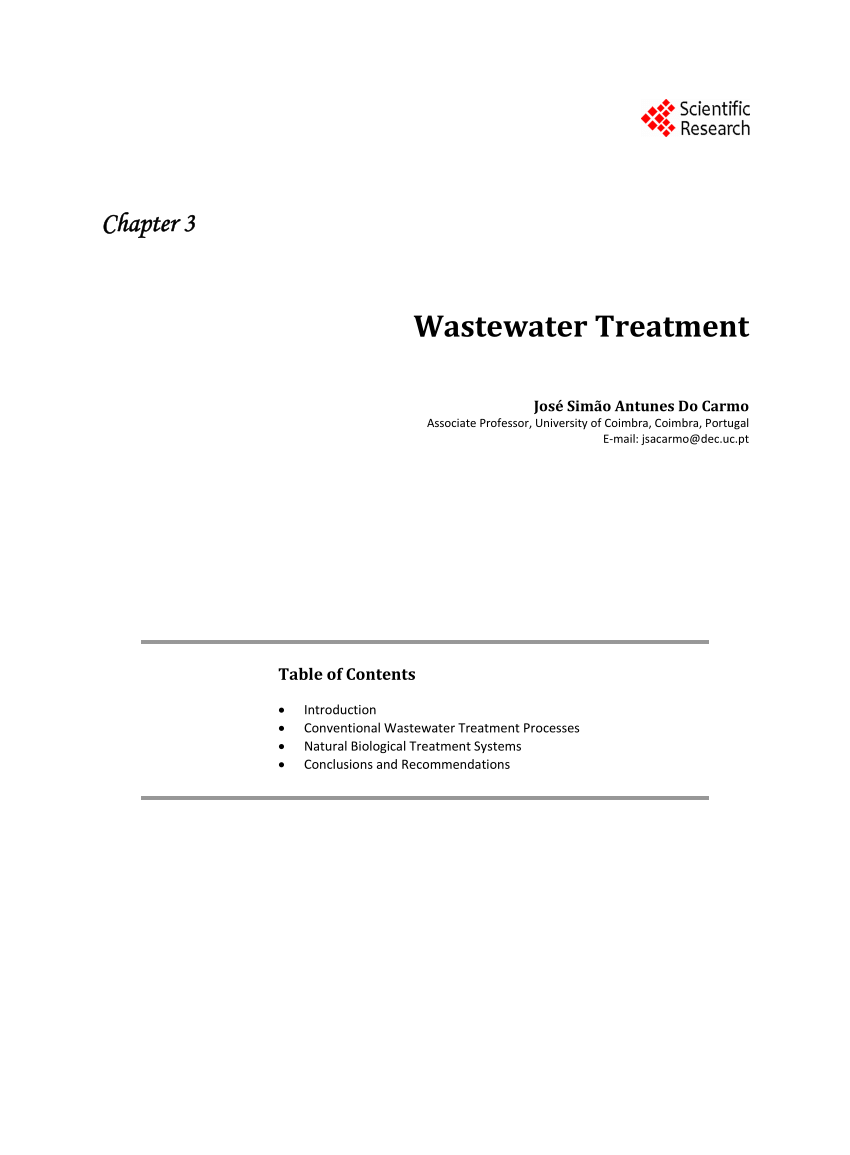 Scientific
Research
Chapter 3
Wastewater Treatment
José Simão Antunes Do Carmo
Associate Professor, University of Coimbra, Coimbra, Portugal
E-mail: jsacarmo@dec.uc.pt
Table of Contents
• Introduction
• Conventional Wastewater Treatment Processes
• Natural Biological Treatment Systems
• Conclusions and Recommendations